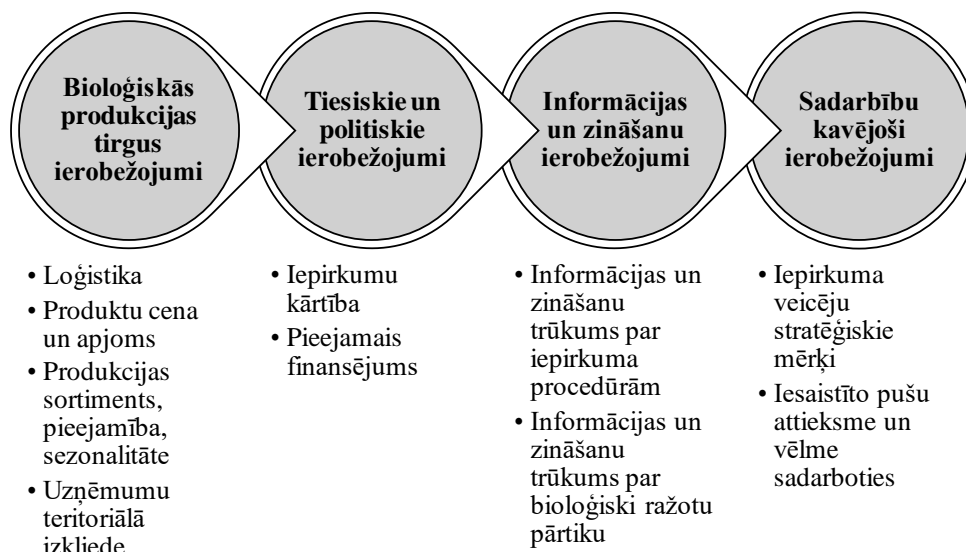 Bioloģiskās
produkcijas
tirgus
ierobežojumi
• Loģistika
• Produktu cena
un apjoms
• Produkcijas
sortiments,
pieejamība,
sezonalitāte
• Uzņēmumu
teritoriālā
izkliede
Tiesiskie un
politiskie
ierobežojumi
• Iepirkumu
kārtība
• Pieejamais
finansējums
Informācijas
un zināšanu
ierobežojumi
• Informācijas un
zināšanu
trūkums par
iepirkuma
procedūrām
• Informācijas un
zināšanu
trūkums par
bioloģiski ražotu
pārtiku
Sadarbību
kavējoši
ierobežojumi
• Iepirkuma
veicēju
stratēģiskie
mērķi
• Iesaistīto pušu
attieksme un
vēlme
sadarboties